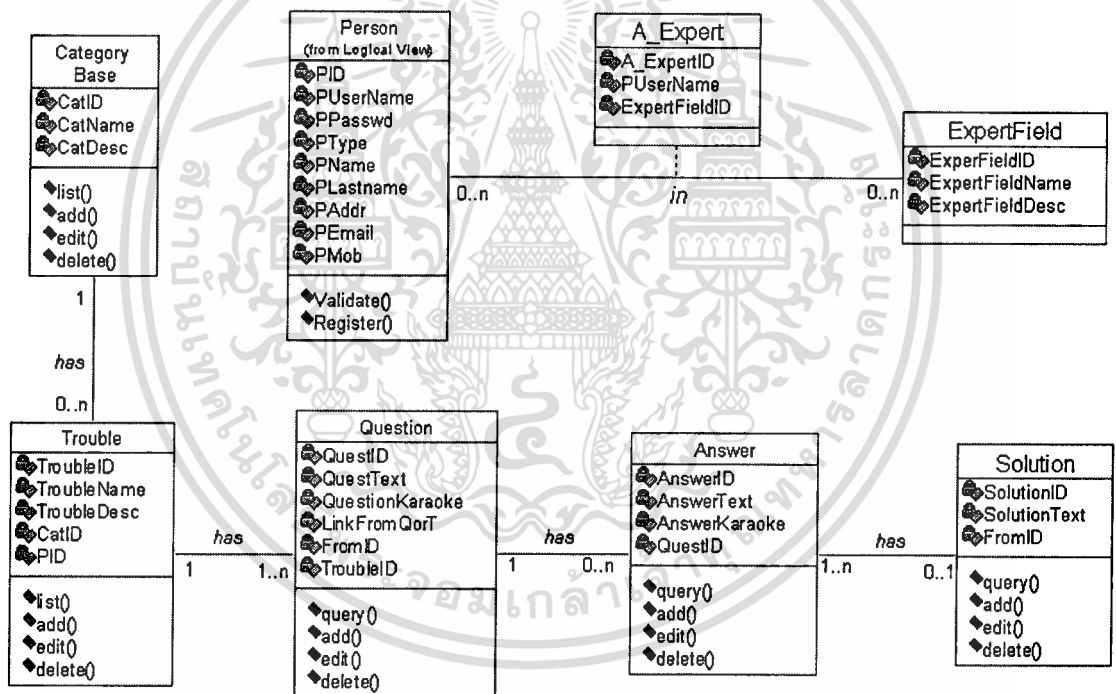 Category
Base
CatID
CatName
CatDesc
list()
add()
edit()
delete()
Person
(from Logical View)
PID
PUserName
PPasswd
PType
PName
PLastname
PAddr
PEmail
PMob
Validate()
Register()
A_Expert
A_ExpertID
PUserName
ExpertFieldID
ExpertField
ExperFieldID
ExpertFieldName
ExpertFieldDesc
0..n
in
0..n
1
has
0..n
Trouble
TroubleID
TroubleName
TroubleDesc
CatID
PID
list()
add()
edit()
delete()
has
1
1..n
Question
QuestID
QuestText
QuestionKaraoke
LinkFromQorT
FromID
TroubleID
query()
add()
edit()
delete()
has
1
0..n
Answer
AnswerID
AnswerText
AnswerKaraoke
QuestID
query()
add()
edit()
delete()
has
1..n
0..1
Solution
SolutionID
SolutionText
FromID
query()
add()
edit()
delete()